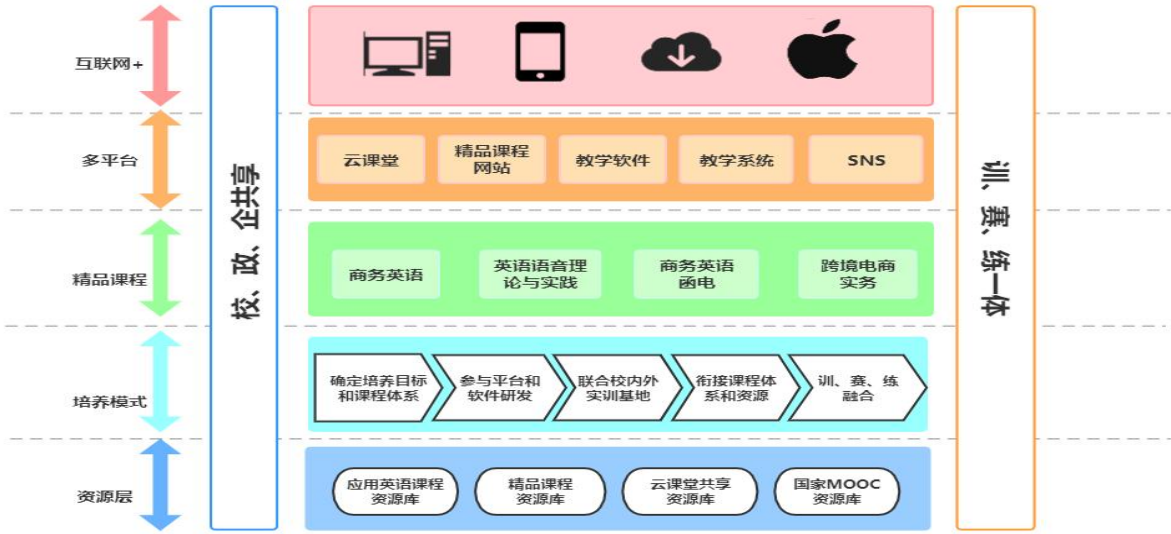 互联网+
多平台
云课堂
精品课程
网站
教学软件
教学系统
SNS
精品课程
商务英语
英语语音理
论与实践
商务英语
函电
跨境电商
实务
培养模式
确定培养目标
和课程体系
参与平台和
软件研发
联合校内外
实训基地
衔接课程体
系和资源
训、赛、练
融合
资源层
应用英语课程
资源库
精品课程
资源库
云课堂共享
资源库
国家MOOC
资源库
校、政、企共享
训、赛、练一体